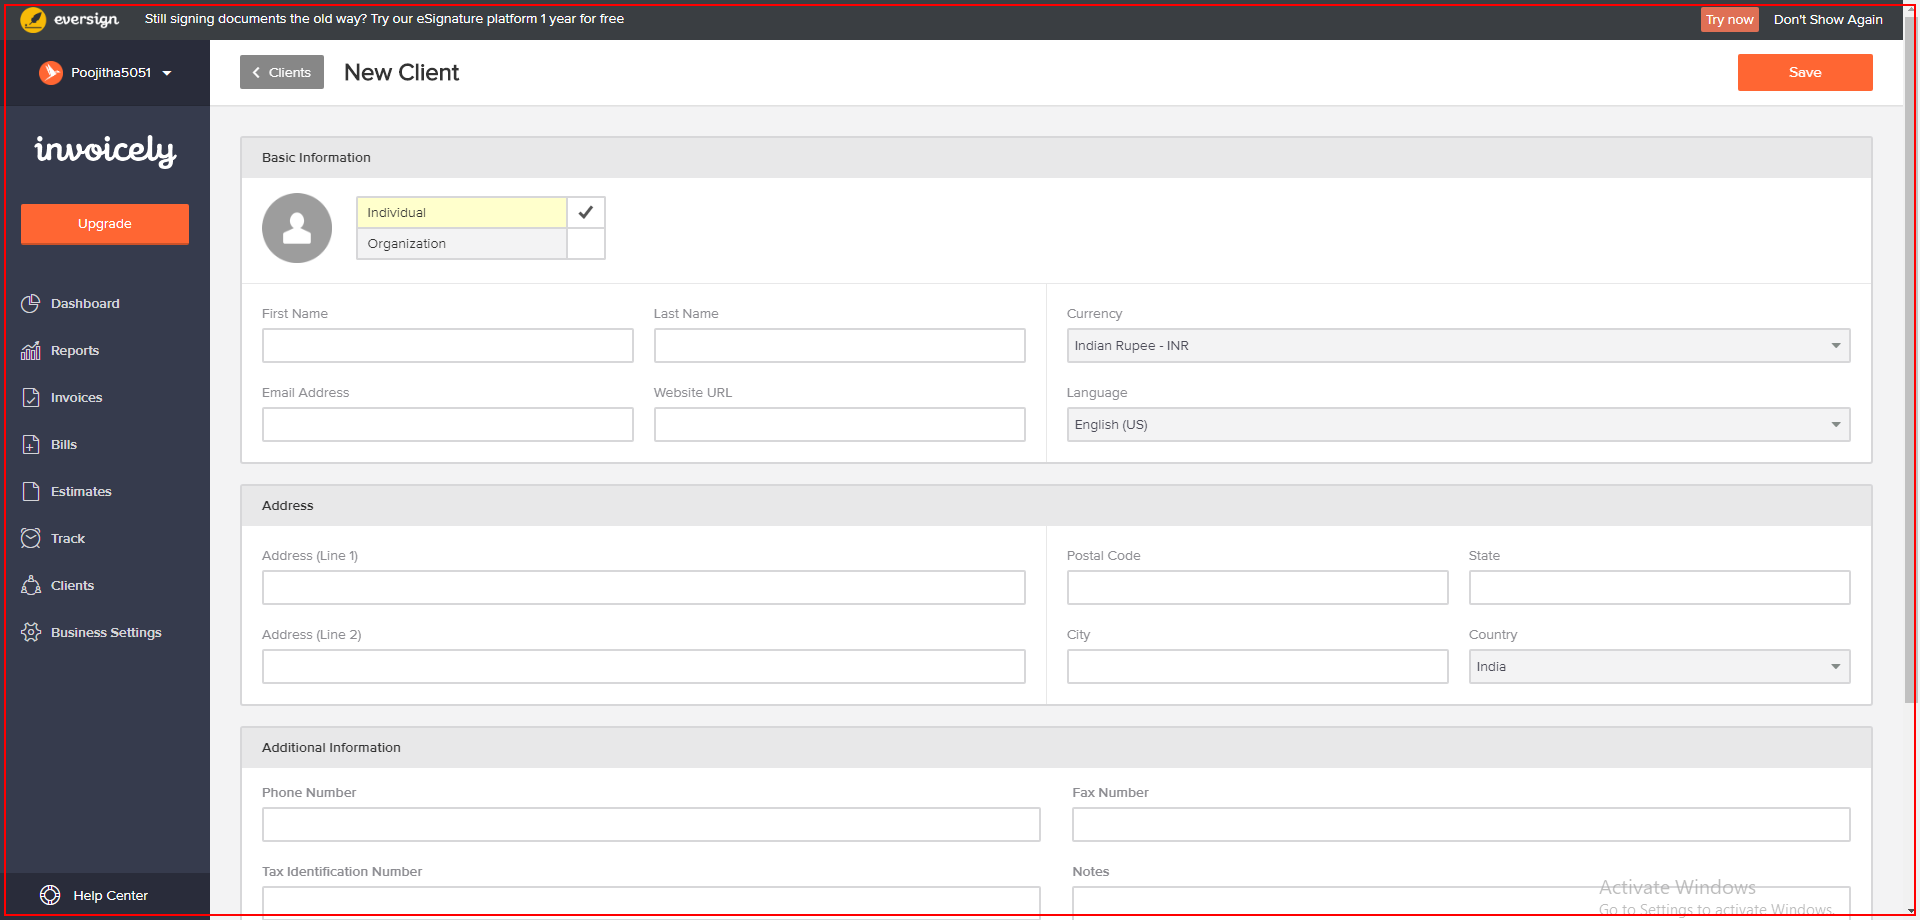 eversign
Still signing documents the old way? Try our eSignature platform 1 year for free
Try now
Don't Show Again
Poojitha5051
Clients
New Client
Save
invoicely
Upgrade
Dashboard
Reports
Invoices
Bills
Estimates
Track
Clients
Business Settings
Help Center
Basic Information
Individual
Organization
First Name
Last Name
Currency
Indian Rupee - INR
Email Address
Website URL
Language
English (US)
Address
Address (Line 1)
Postal Code
State
Address (Line 2)
City
Country
India
Additional Information
Phone Number
Fax Number
Tax Identification Number
Notes
Activate Windows
Go to Settings to activate Windows.